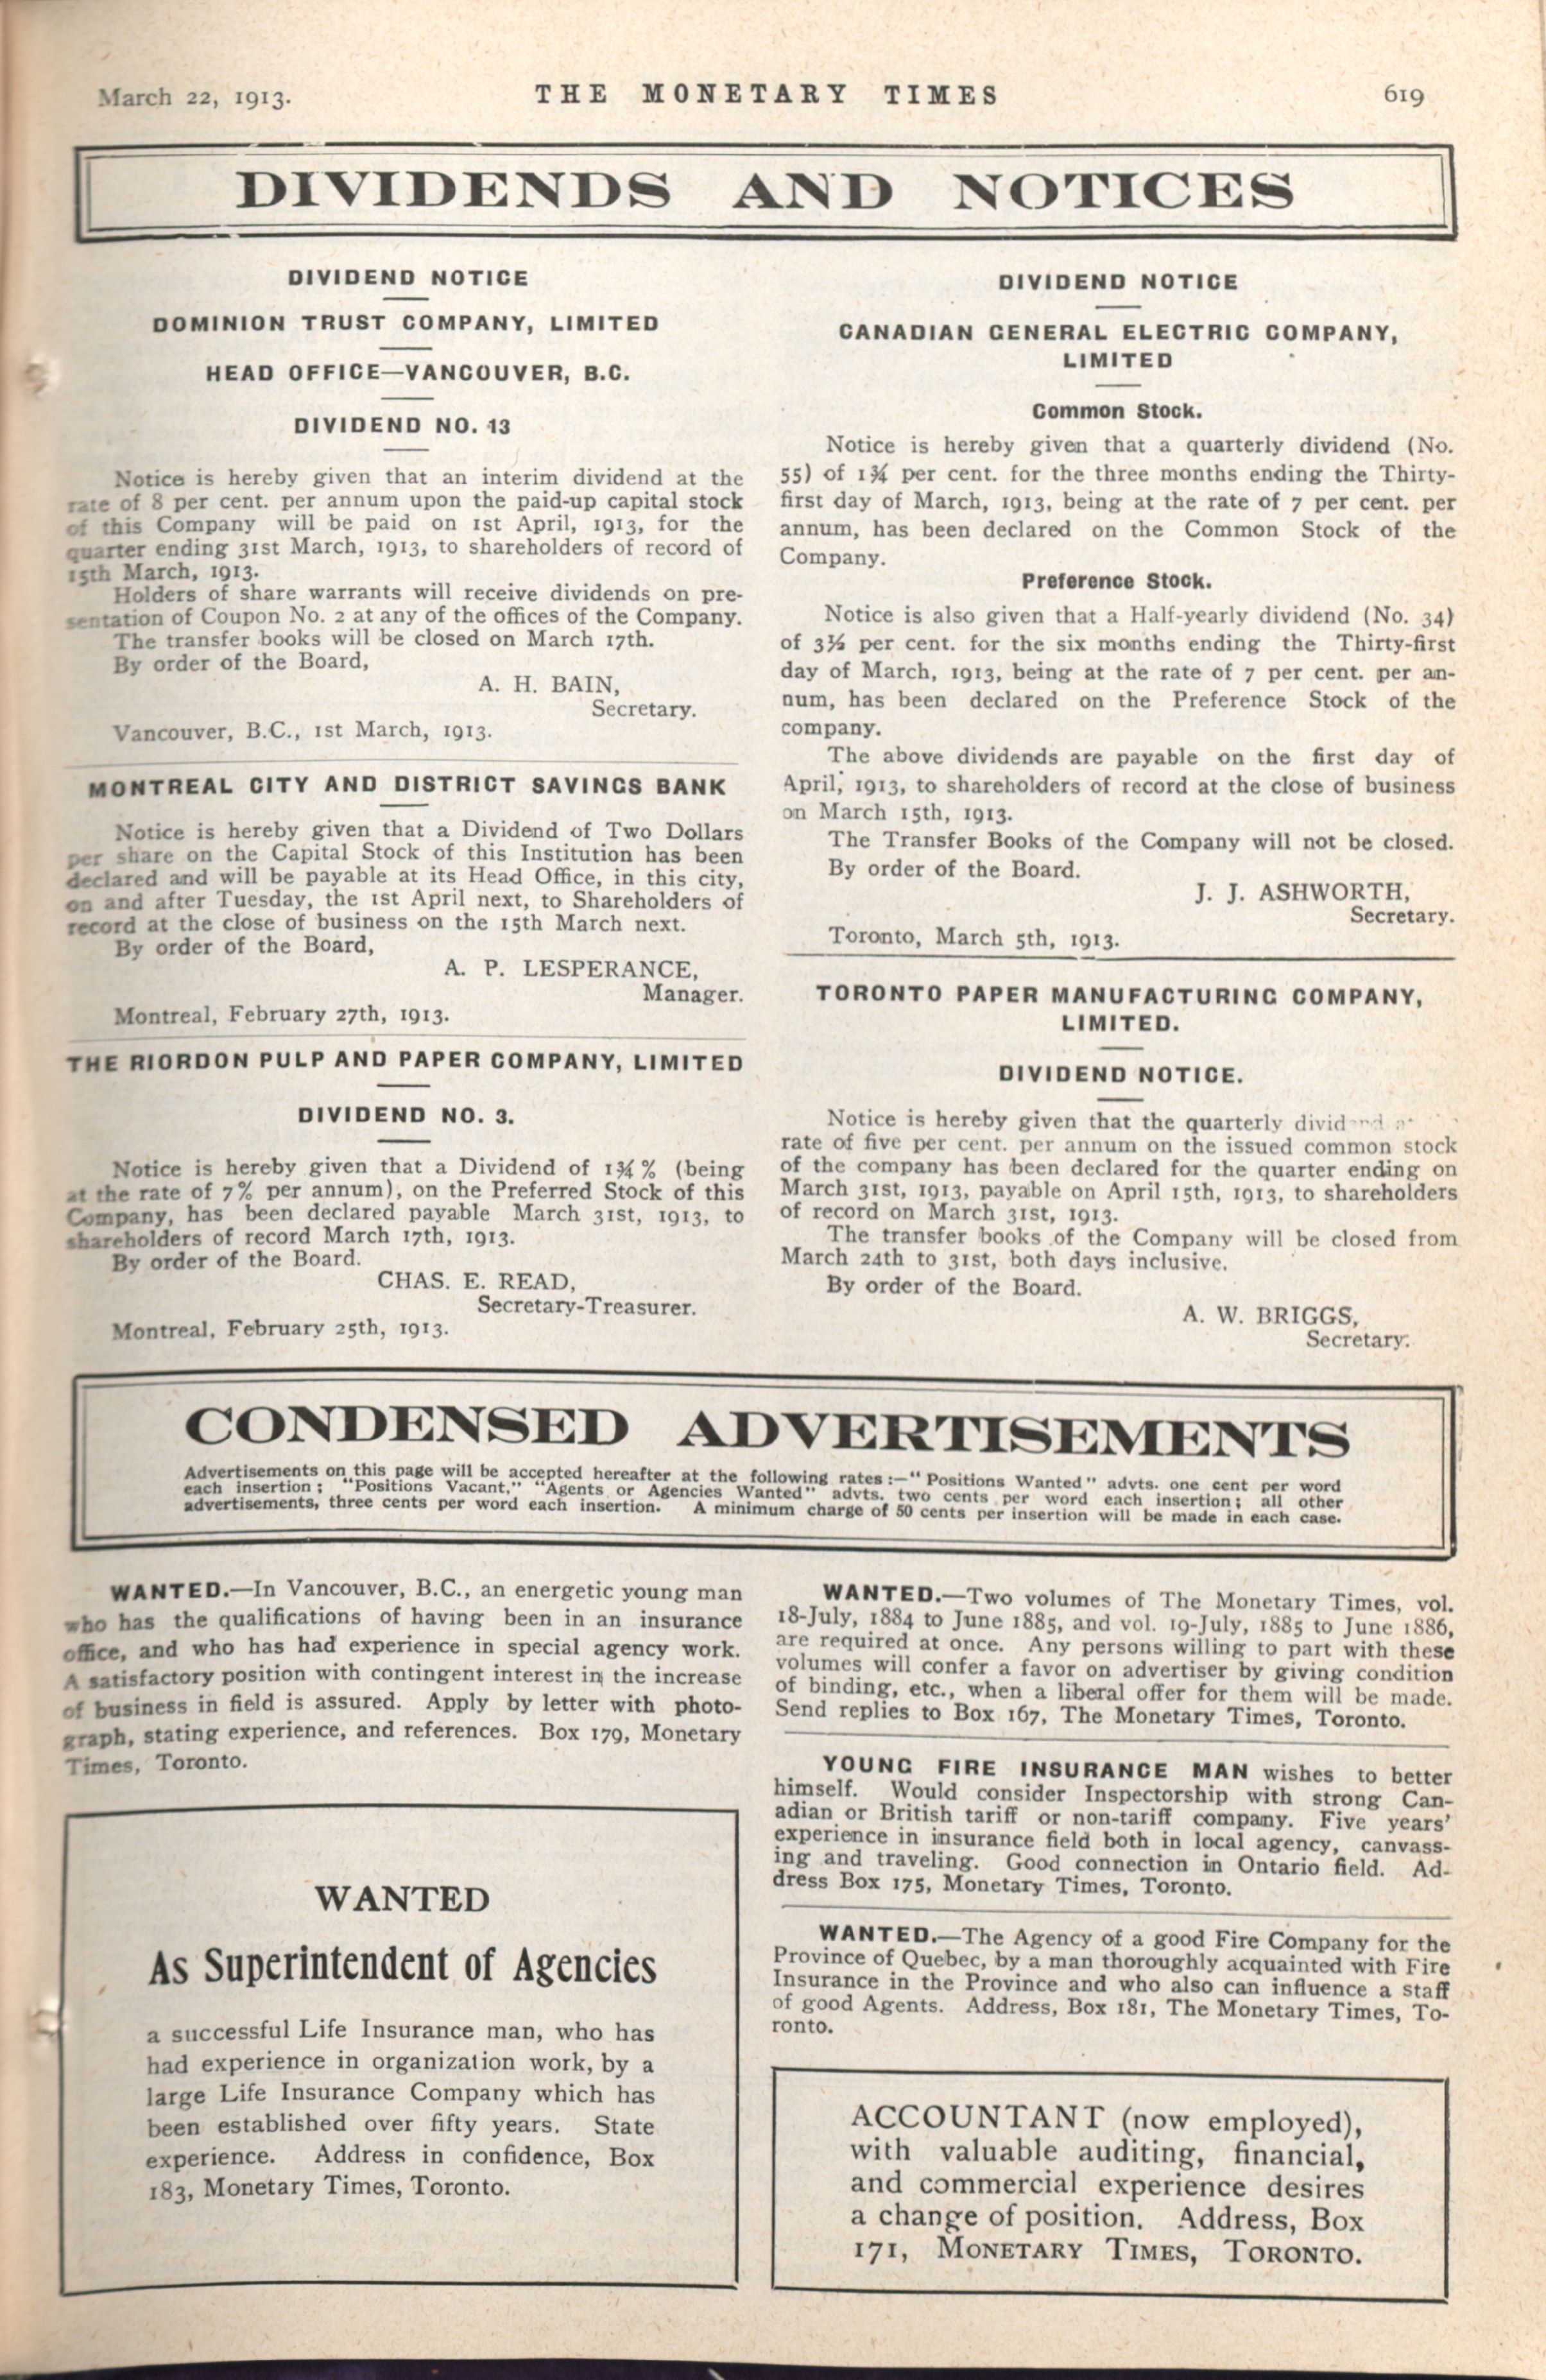 March 22, 1913.
THE MONETARY TIMES
619
DIVIDENDS AND NOTICES
DIVIDEND NOTICE
DOMINION TRUST COMPANY, LIMITED
HEAD OFFICE—VANCOUVER, B.C.
DIVIDEND NO. 13
Notice is hereby given that an interim dividend at the
rate of 8 per cent. per annum upon the paid-up capital stock
of this Company will be paid on 1st April, 1913, for the
quarter ending 31st March, 1913, to shareholders of record of
15th March, 1913.
Holders of share warrants will receive dividends on pre-
sentation of Coupon No. 2 at any of the offices of the Company.
The transfer books will be closed on March 17th.
By order of the Board,
A. H. BAIN,
Secretary.
Vancouver, B.C., 1st March, 1913.
MONTREAL CITY AND DISTRICT SAVINGS BANK
Notice is hereby given that a Dividend of Two Dollars
per share on the Capital Stock of this Institution has been
declared and will be payable at its Head Office, in this city,
on and after Tuesday, the 1st April next, to Shareholders of
record at the close of business on the 15th March next.
By order of the Board,
A. P. LESPERANCE,
Manager.
Montreal, February 27th, 1913.
THE RIORDON PULP AND PAPER COMPANY, LIMITED
DIVIDEND NO. 3.
Notice is hereby given that a Dividend of 1¾% (being
at the rate of 7% per annum), on the Preferred Stock of this
Company, has been declared payable March 31st, 1913, to
shareholders of record March 17th, 1913.
By order of the Board.
CHAS. E. READ,
Secretary-Treasurer.
Montreal, February 25th, 1913.
DIVIDEND NOTICE
CANADIAN GENERAL ELECTRIC COMPANY,
LIMITED
Common Stock.
Notice is hereby given that a quarterly dividend (No.
55) of 1¾ per cent. for the three months ending the Thirty-
first day of March, 1913, being at the rate of 7 per cent. per
annum, has been declared on the Common Stock of the
Company.
Preference Stock.
Notice is also given that a Half-yearly dividend (No. 34)
of 3½ per cent. for the six months ending the Thirty-first
day of March, 1913, being at the rate of 7 per cent. per an-
num, has been declared on the Preference Stock of the
company.
The above dividends are payable on the first day of
April, 1913, to shareholders of record at the close of business
on March 15th, 1913.
The Transfer Books of the Company will not be closed.
By order of the Board.
J. J. ASHWORTH,
Secretary.
Toronto, March 5th, 1913.
TORONTO PAPER MANUFACTURING COMPANY,
LIMITED.
DIVIDEND NOTICE.
Notice is hereby given that the quarterly dividend
rate of five per cent. per annum on the issued common stock
of the company has been declared for the quarter ending on
March 31st, 1913, payable on April 15th, 1913, to shareholders
of record on March 31st, 1913.
The transfer books of the Company will be closed from
March 24th to 31st, both days inclusive.
By order of the Board.
A. W. BRIGGS,
Secretary.
CONDENSED ADVERTISEMENTS
Advertisements on this page will be accepted hereafter at the following rates:—"Positions Wanted" advts. one cent per word
each insertion; "Positions Vacant," "Agents or Agencies Wanted" advts. two cents per word each insertion; all other
advertisements, three cents per word each insertion. A minimum charge of 50 cents per insertion will be made in each case.
WANTED.—In Vancouver, B.C., an energetic young man
who has the qualifications of having been in an insurance
office, and who has had experience in special agency work.
A satisfactory position with contingent interest in the increase
of business in field is assured. Apply by letter with photo-
graph, stating experience, and references. Box 179, Monetary
Times, Toronto.
WANTED
As Superintendent of Agencies
a successful Life Insurance man, who has
had experience in organization work, by a
large Life Insurance Company which has
been established over fifty years. State
experience. Address in confidence, Box
183, Monetary Times, Toronto.
WANTED.—Two volumes of The Monetary Times, vol.
18-July, 1884 to June 1885, and vol. 19-July, 1885 to June 1886,
are required at once. Any persons willing to part with these
volumes will confer a favor on advertiser by giving condition
of binding, etc., when a liberal offer for them will be made.
Send replies to Box 167, The Monetary Times, Toronto.
YOUNG FIRE INSURANCE MAN wishes to better
himself. Would consider Inspectorship with strong Can-
adian or British tariff or non-tariff company. Five years'
experience in insurance field both in local agency, canvass-
ing and traveling. Good connection in Ontario field. Ad-
dress Box 175, Monetary Times, Toronto.
WANTED.—The Agency of a good Fire Company for the
Province of Quebec, by a man thoroughly acquainted with Fire
Insurance in the Province and who also can influence a staff
of good Agents. Address, Box 181, The Monetary Times, To-
ronto.
ACCOUNTANT (now employed),
with valuable auditing, financial,
and commercial experience desires
a change of position. Address, Box
171, MONETARY TIMES, TORONTO.